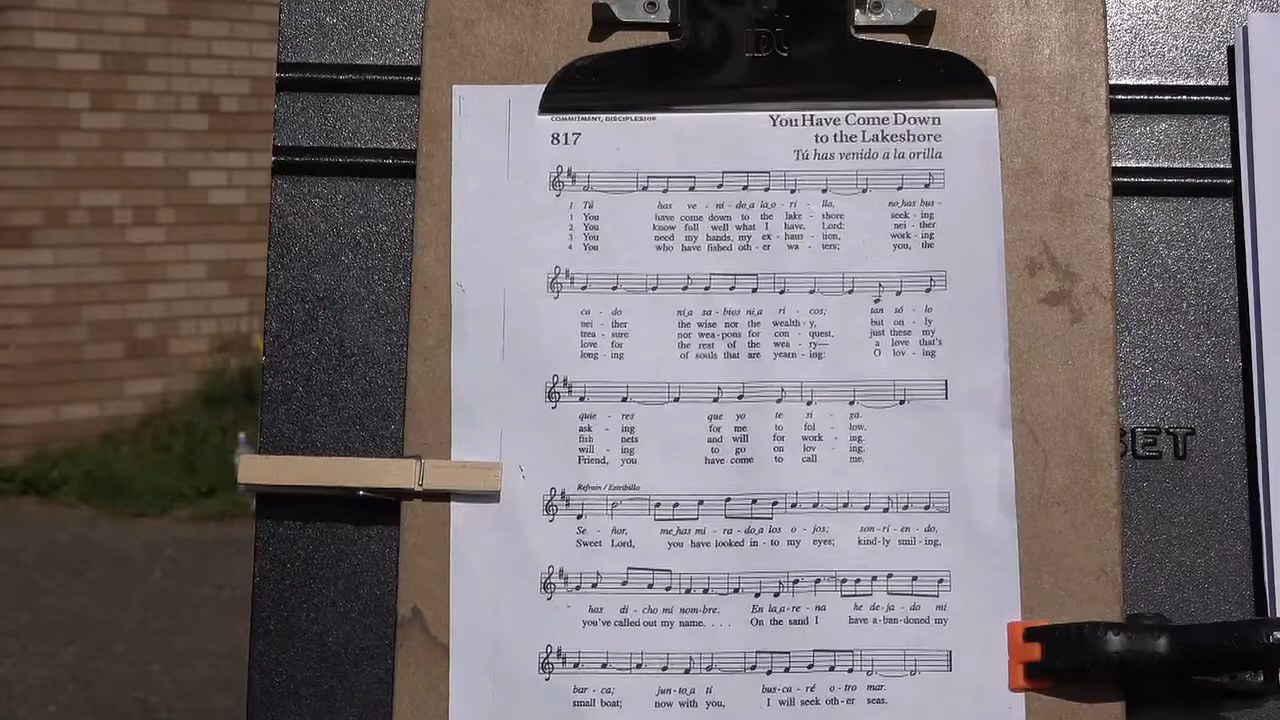 IDL
COMMITMENT, DISCIPLESHIP
817
You Have Come Down
to the Lakeshore
Tú has venido a la orilla
1 Tú has ve - ni - do a la o - ri - lla, no has bus -
1 You have come down to the lake - shore seek - ing
2 You know full well what I have, Lord: nei - ther
3 You need my hands, my ex - haus - tion, work - ing
4 You who have fished oth - er wa - ters; you, the
ca - do ni a sa - bios ni a ri - cos; tan só - lo
nei - ther the wise nor the wealth - y, but on - ly
trea - sure nor wea - pons for con - quest, just these my
love for the rest of the wea - ry— a love that's
long - ing of souls that are yearn - ing: O lov - ing
quie - res que yo te si - ga.
ask - ing for me to fol - low.
fish nets and will for work - ing.
will - ing to go on lov - ing.
Friend, you have come to call me.
Refrain / Estribillo
Se - ñor, me has mi - ra - do a los o - jos; son - ri - en - do,
Sweet Lord, you have looked in - to my eyes; kind - ly smil - ing,
has di - cho mi nom - bre. En la a - re - na he de - ja - do mi
you've called out my name. . . . On the sand I have a - ban - doned my
bar - ca; jun - to a ti bus - ca - ré o - tro mar.
small boat; now with you, I will seek oth - er seas.